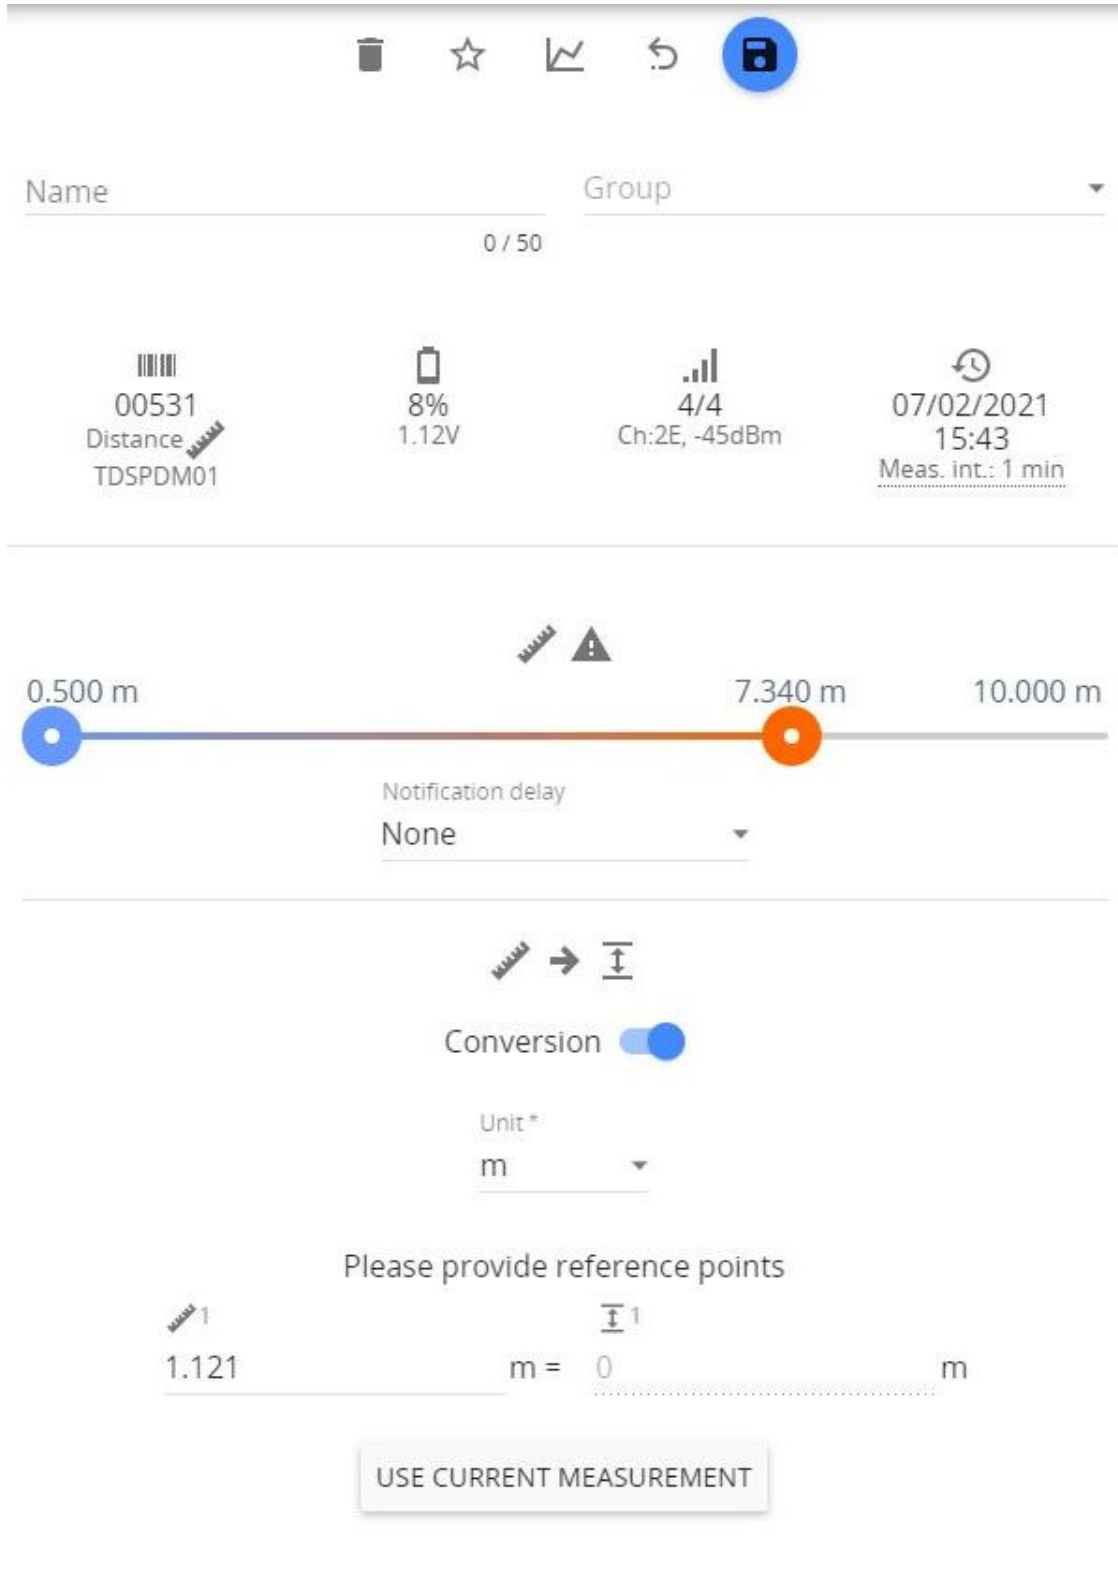 Name
Group
0 / 50
00531
Distance
TDSPDM01
8%
1.12V
4/4
Ch:2E, -45dBm
07/02/2021
15:43
Meas. int.: 1 min
0.500 m
7.340 m
10.000 m
Notification delay
None
Conversion
Unit *
m
Please provide reference points
1
1
1.121 m = 0 m
USE CURRENT MEASUREMENT